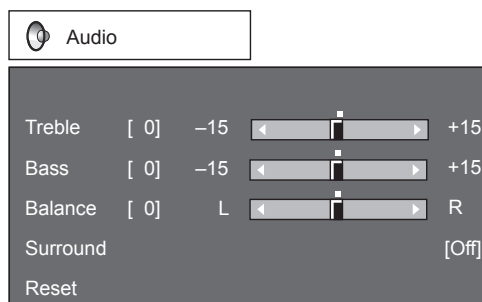 Audio
Treble [ 0] –15 +15
Bass [ 0] –15 +15
Balance [ 0] L R
Surround [Off]
Reset